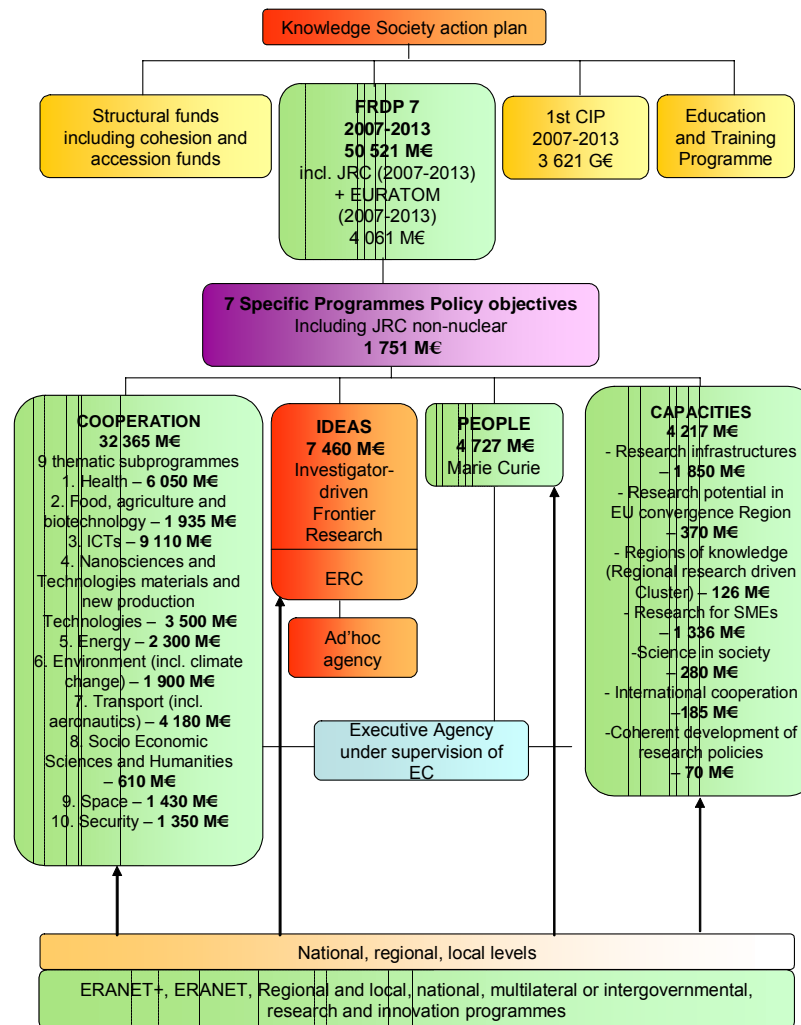 Knowledge Society action plan
Structural funds
including cohesion and
accession funds
FRDP 7
2007-2013
50 521 M€
incl. JRC (2007-2013)
+ EURATOM
(2007-2013)
4 061 M€
1st CIP
2007-2013
3 621 G€
Education
and Training
Programme
7 Specific Programmes Policy objectives
Including JRC non-nuclear
1 751 M€
COOPERATION
32 365 M€
9 thematic subprogrammes
1. Health – 6 050 M€
2. Food, agriculture and
biotechnology – 1 935 M€
3. ICTs – 9 110 M€
4. Nanosciences and
Technologies materials and
new production
Technologies – 3 500 M€
5. Energy – 2 300 M€
6. Environment (incl. climate
change) – 1 900 M€
7. Transport (incl.
aeronautics) – 4 180 M€
8. Socio Economic
Sciences and Humanities
– 610 M€
9. Space – 1 430 M€
10. Security – 1 350 M€
IDEAS
7 460 M€
Investigator-
driven
Frontier
Research
ERC
Ad'hoc
agency
PEOPLE
4 727 M€
Marie Curie
Executive Agency
under supervision of
EC
CAPACITIES
4 217 M€
- Research infrastructures
– 1 850 M€
- Research potential in
EU convergence Region
– 370 M€
- Regions of knowledge
(Regional research driven
Cluster) – 126 M€
- Research for SMEs
– 1 336 M€
-Science in society
– 280 M€
- International cooperation
–185 M€
-Coherent development of
research policies
– 70 M€
National, regional, local levels
ERANET+, ERANET, Regional and local, national, multilateral or intergovernmental,
research and innovation programmes